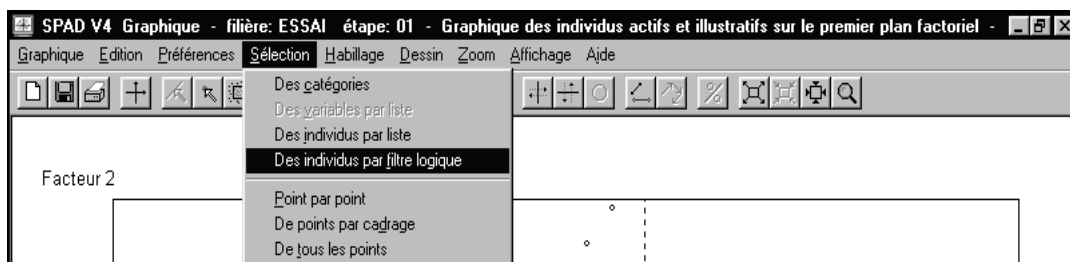 SPAD V4 Graphique - filière: ESSAI étape: 01 - Graphique des individus actifs et illustratifs sur le premier plan factoriel -
Graphique Edition Préférences Sélection Habillage Dessin Zoom Affichage Aide
Des catégories
Des variables par liste
Des individus par liste
Des individus par filtre logique
Facteur 2
Point par point
De points par cadrage
De tous les points